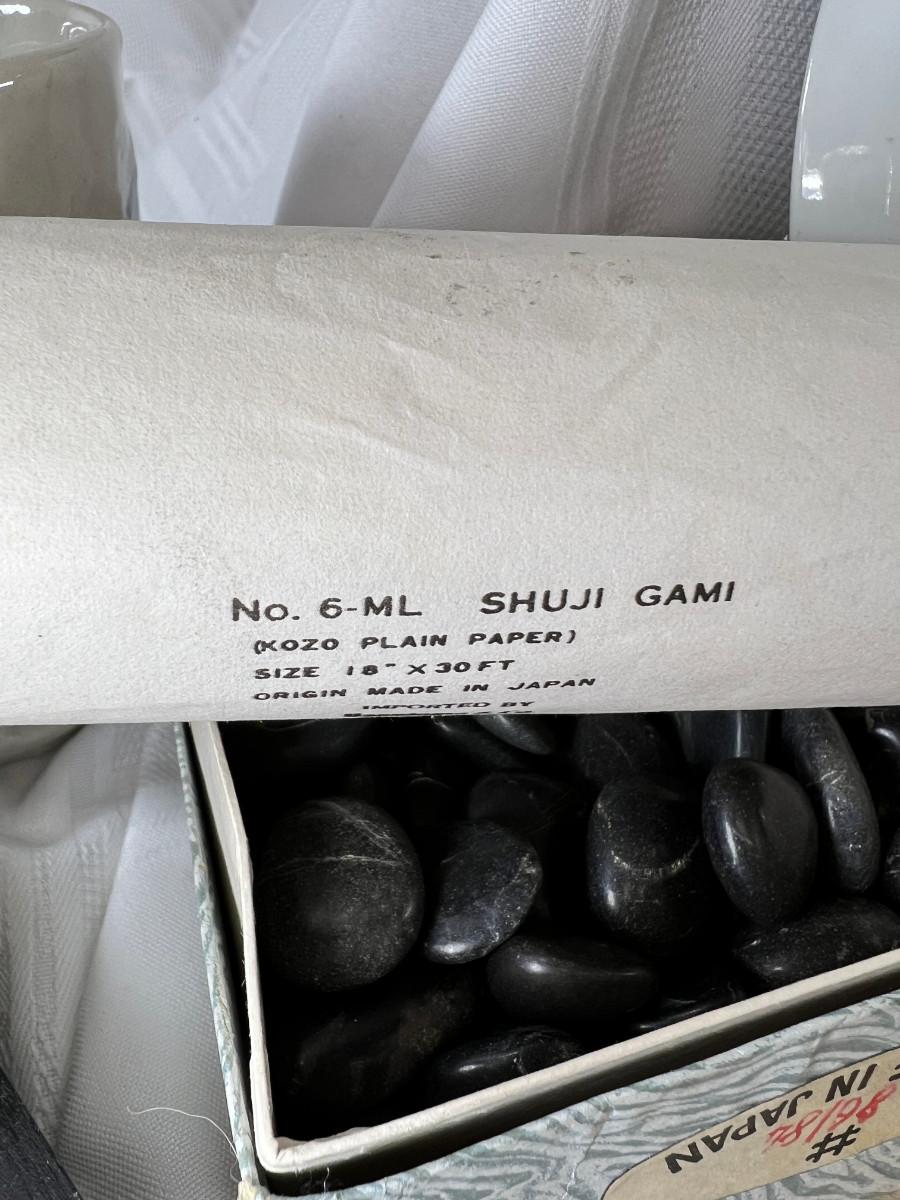 No. 6-ML SHUJI GAMI
(KOZO PLAIN PAPER)
SIZE 18" X 30 FT
ORIGIN MADE IN JAPAN
IMPORTED BY
IN JAPAN
#